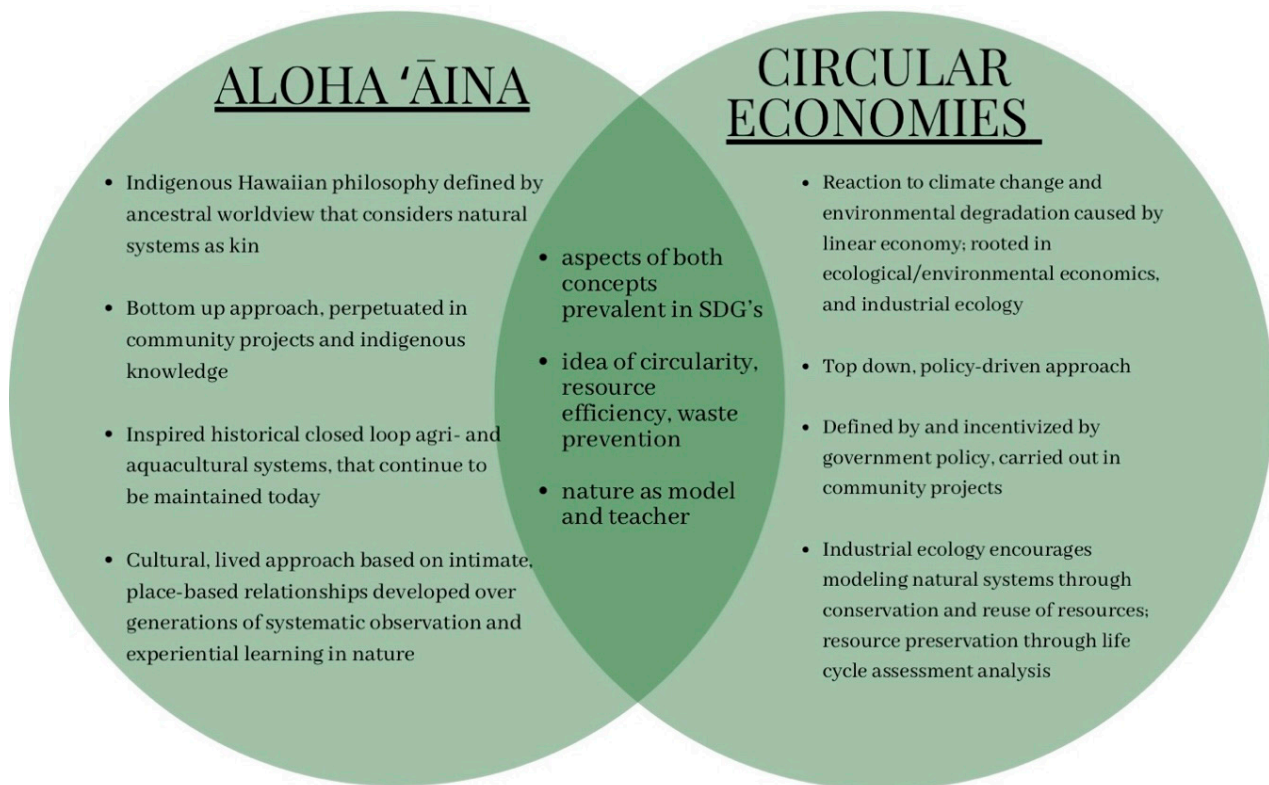 ALOHA ‘ĀINA
• Indigenous Hawaiian philosophy defined by
ancestral worldview that considers natural
systems as kin
• Bottom up approach, perpetuated in
community projects and indigenous
knowledge
• Inspired historical closed loop agri- and
aquacultural systems, that continue to
be maintained today
• Cultural, lived approach based on intimate,
place-based relationships developed over
generations of systematic observation and
experiential learning in nature
• aspects of both
concepts
prevalent in SDG’s
• idea of circularity,
resource
efficiency, waste
prevention
• nature as model
and teacher
CIRCULAR
ECONOMIES
• Reaction to climate change and
environmental degradation caused by
linear economy; rooted in
ecological/environmental economics,
and industrial ecology
• Top down, policy-driven approach
• Defined by and incentivized by
government policy, carried out in
community projects
• Industrial ecology encourages
modeling natural systems through
conservation and reuse of resources;
resource preservation through life
cycle assessment analysis